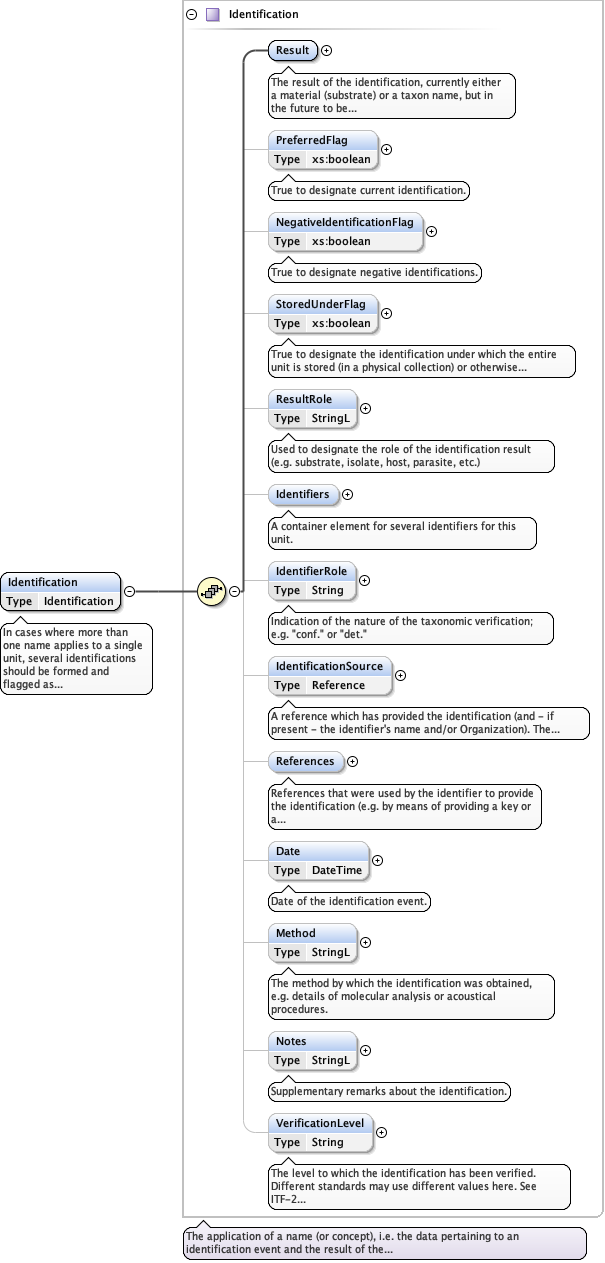 Identification
Result
The result of the identification, currently either
a material (substrate) or a taxon name, but in
the future to be...
PreferredFlag
Type xs:boolean
True to designate current identification.
NegativeIdentificationFlag
Type xs:boolean
True to designate negative identifications.
StoredUnderFlag
Type xs:boolean
True to designate the identification under which the entire
unit is stored (in a physical collection) or otherwise...
ResultRole
Type StringL
Used to designate the role of the identification result
(e.g. substrate, isolate, host, parasite, etc.)
Identifiers
A container element for several identifiers for this
unit.
Identification
Type Identification
In cases where more than
one name applies to a single
unit, several identifications
should be formed and
flagged as...
IdentifierRole
Type String
Indication of the nature of the taxonomic verification;
e.g. "conf." or "det."
IdentificationSource
Type Reference
A reference which has provided the identification (and - if
present - the identifier's name and/or Organization). The...
References
References that were used by the identifier to provide
the identification (e.g. by means of providing a key or
a...
Date
Type DateTime
Date of the identification event.
Method
Type StringL
The method by which the identification was obtained,
e.g. details of molecular analysis or acoustical
procedures.
Notes
Type StringL
Supplementary remarks about the identification.
VerificationLevel
Type String
The level to which the identification has been verified.
Different standards may use different values here. See
ITF-2...
The application of a name (or concept), i.e. the data pertaining to an
identification event and the result of the...